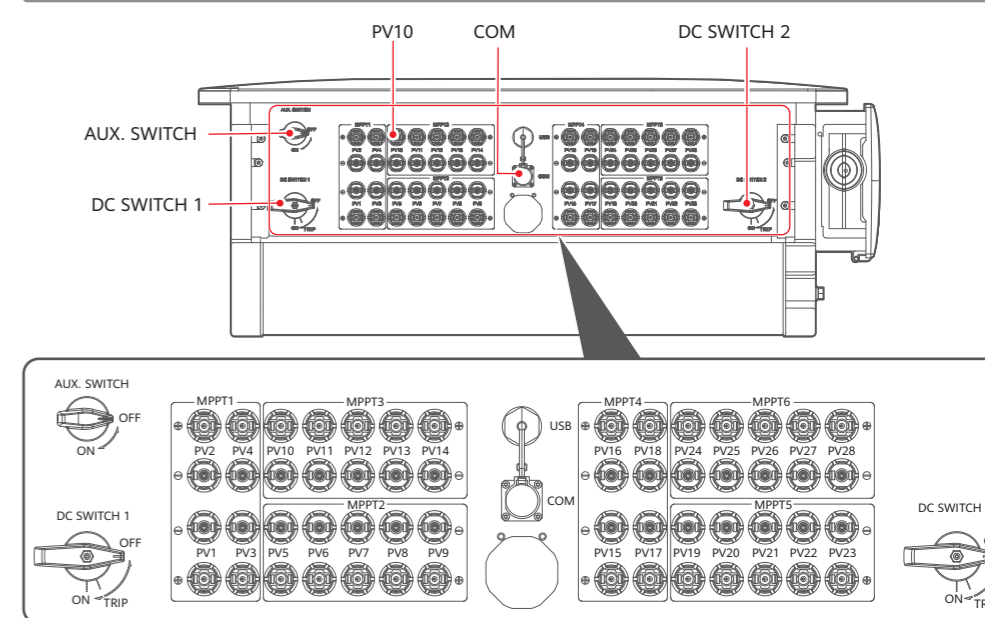 PV10 COM DC SWITCH 2
AUX. SWITCH
DC SWITCH 1
AUX. SWITCH
OFF
ON
DC SWITCH 1
OFF
ON
TRIP
MPPT1 MPPT3
PV2 PV4 PV10 PV11 PV12 PV13 PV14
MPPT2
PV1 PV3 PV5 PV6 PV7 PV8 PV9
USB
COM
MPPT4 MPPT6
PV16 PV18 PV24 PV25 PV26 PV27 PV28
MPPT5
PV15 PV17 PV19 PV20 PV21 PV22 PV23
DC SWITCH
ON